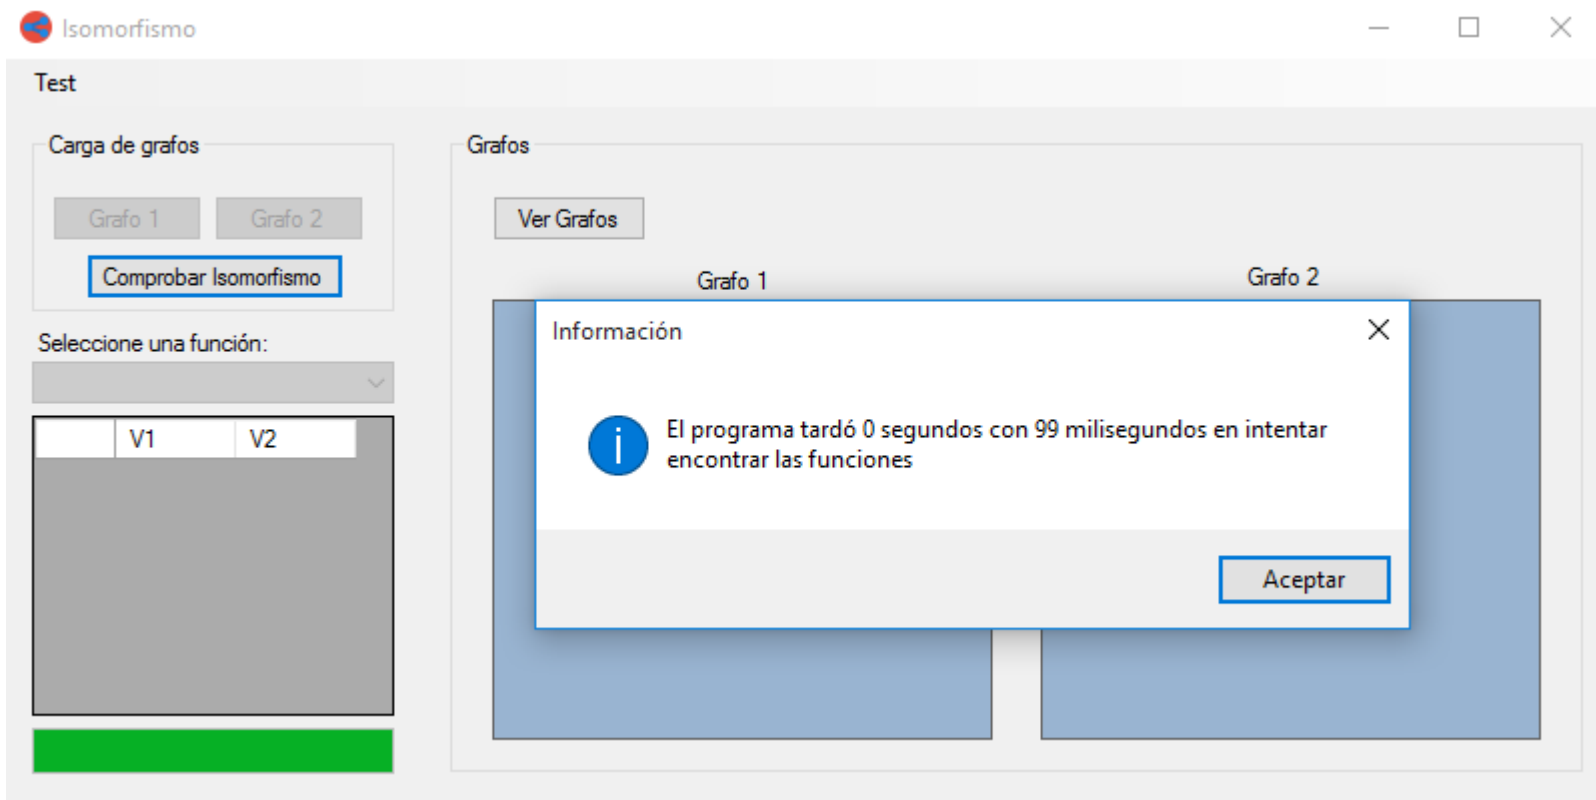 Isomorfismo
Test
Carga de grafos
Grafo 1
Grafo 2
Comprobar Isomorfismo
Seleccione una función:
V1
V2
Grafos
Ver Grafos
Grafo 1
Grafo 2
Información
El programa tardó 0 segundos con 99 milisegundos en intentar
encontrar las funciones
Aceptar